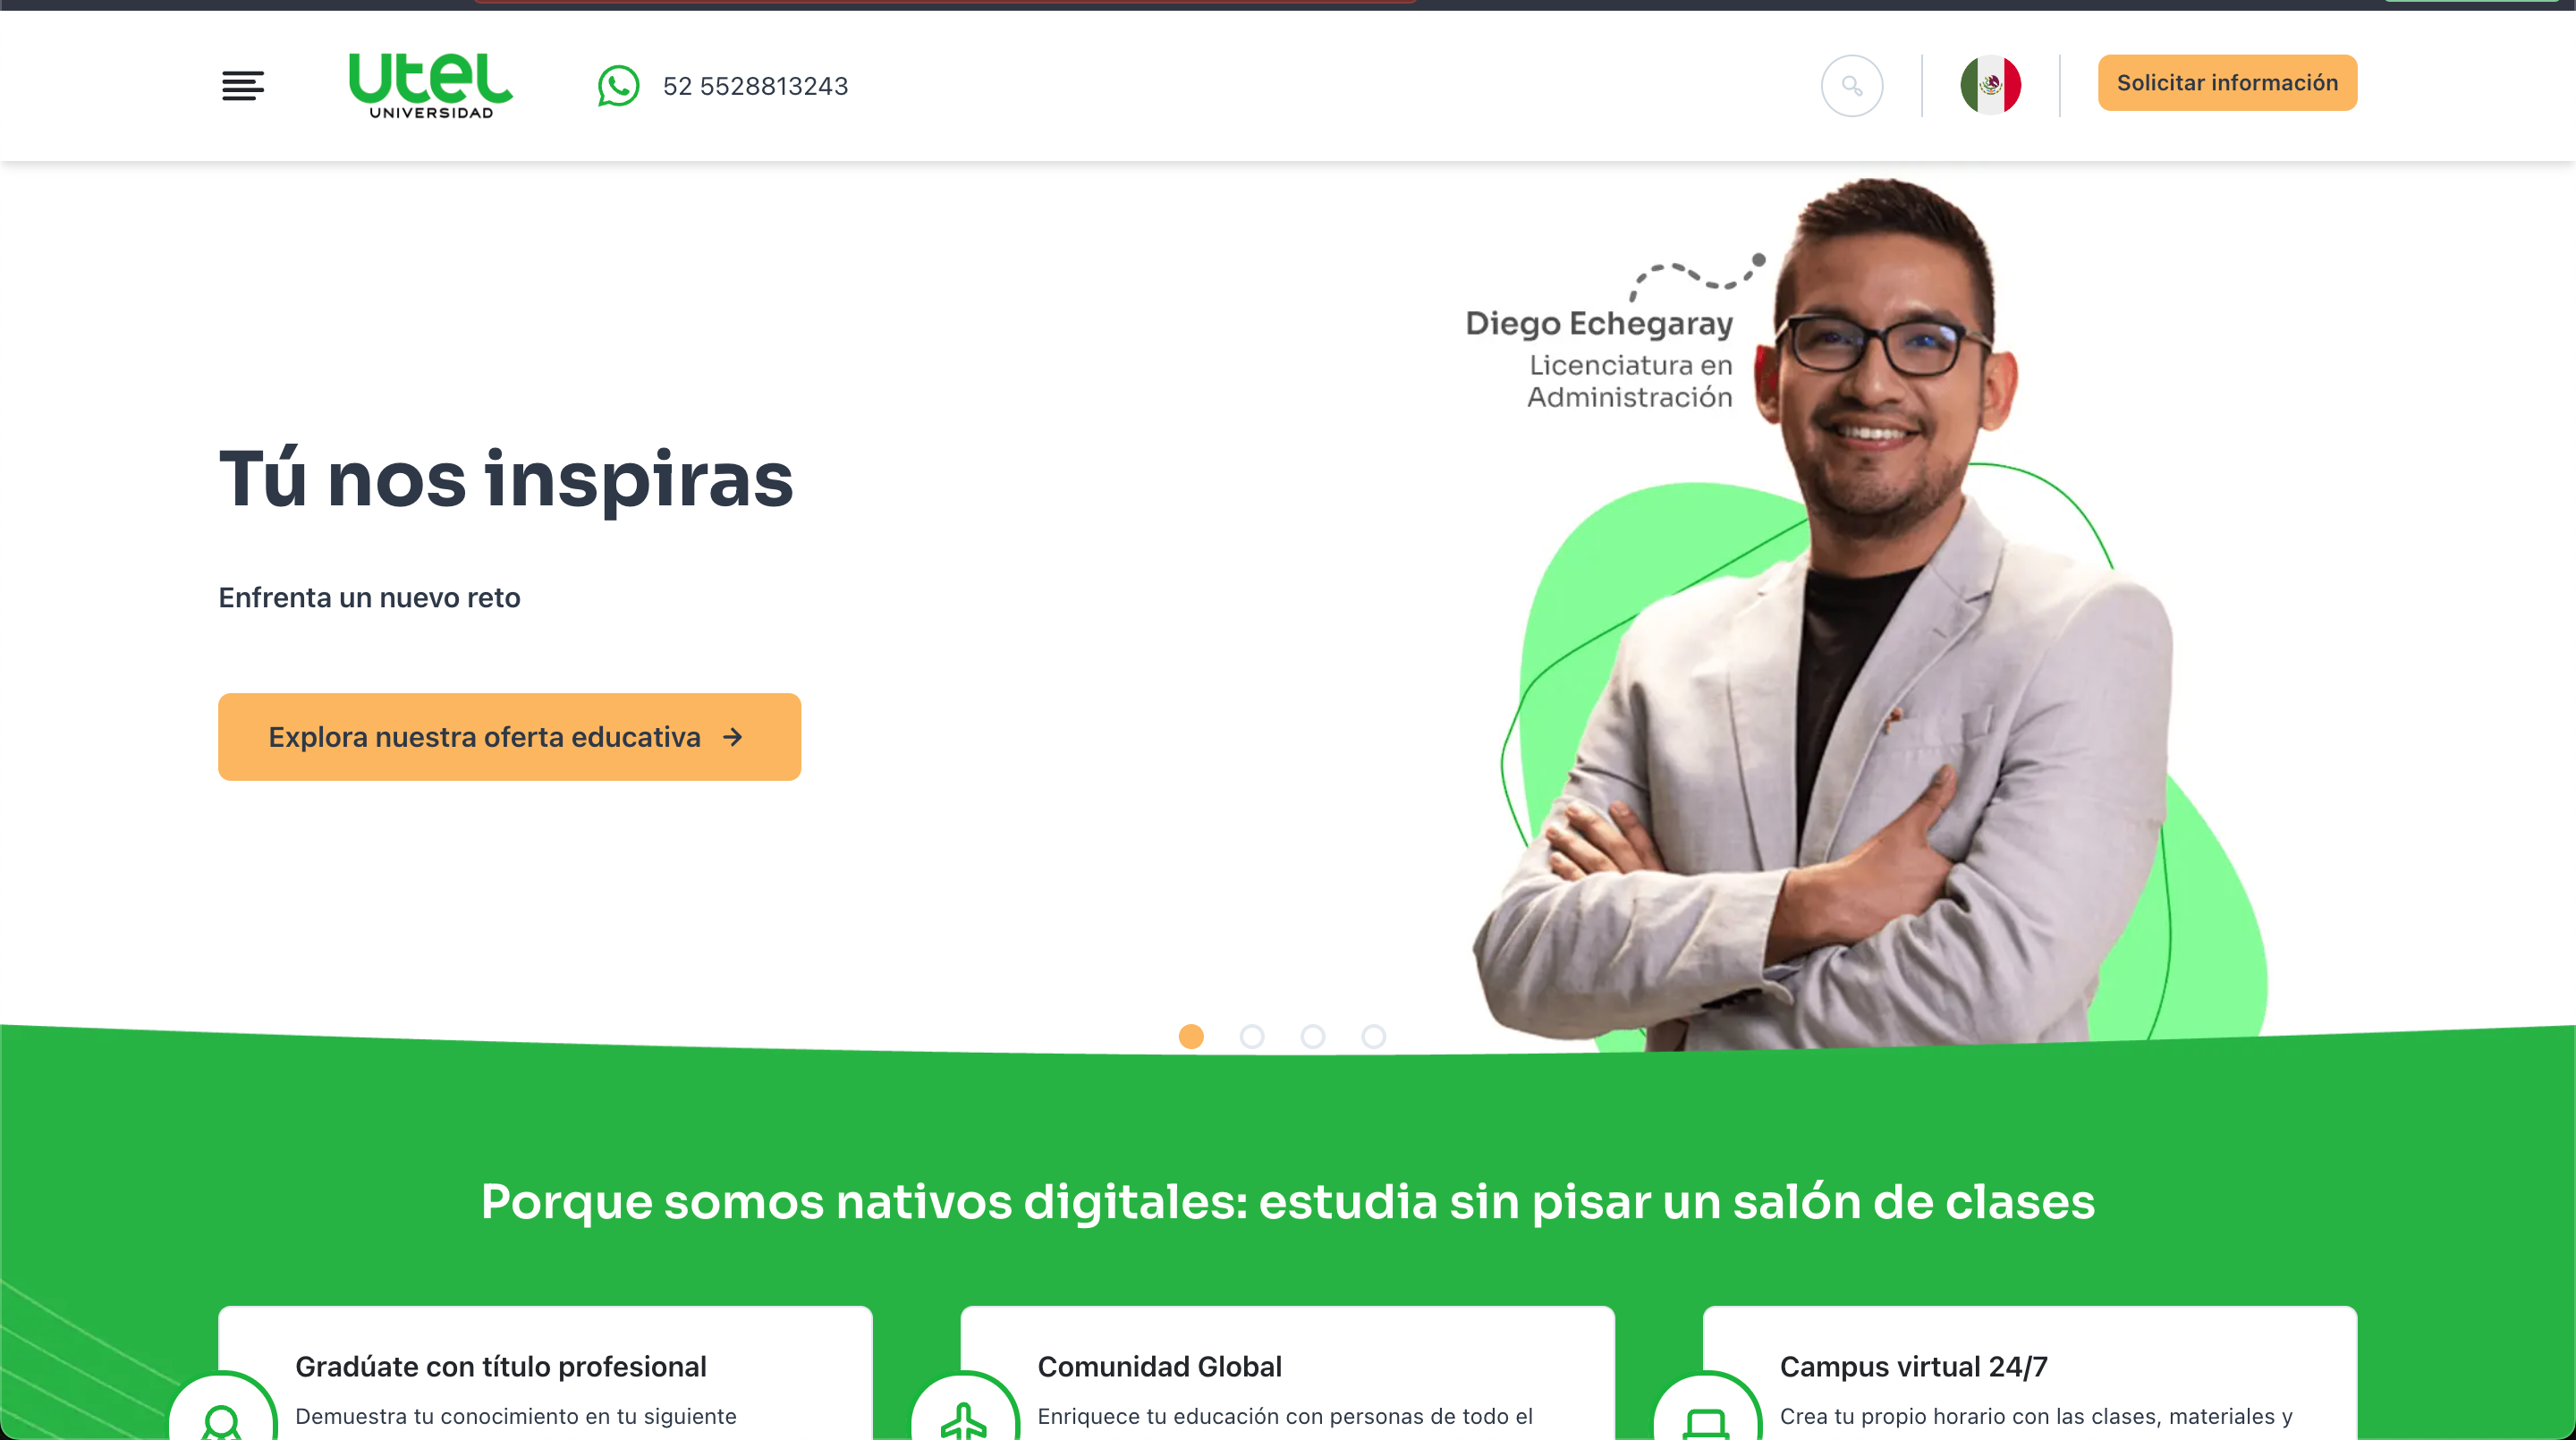 utel
UNIVERSIDAD
52 5528813243
Solicitar información
Diego Echegaray
Licenciatura en
Administración
Tú nos inspiras
Enfrenta un nuevo reto
Explora nuestra oferta educativa →
Porque somos nativos digitales: estudia sin pisar un salón de clases
Gradúate con título profesional
Demuestra tu conocimiento en tu siguiente
Comunidad Global
Enriquece tu educación con personas de todo el
Campus virtual 24/7
Crea tu propio horario con las clases, materiales y